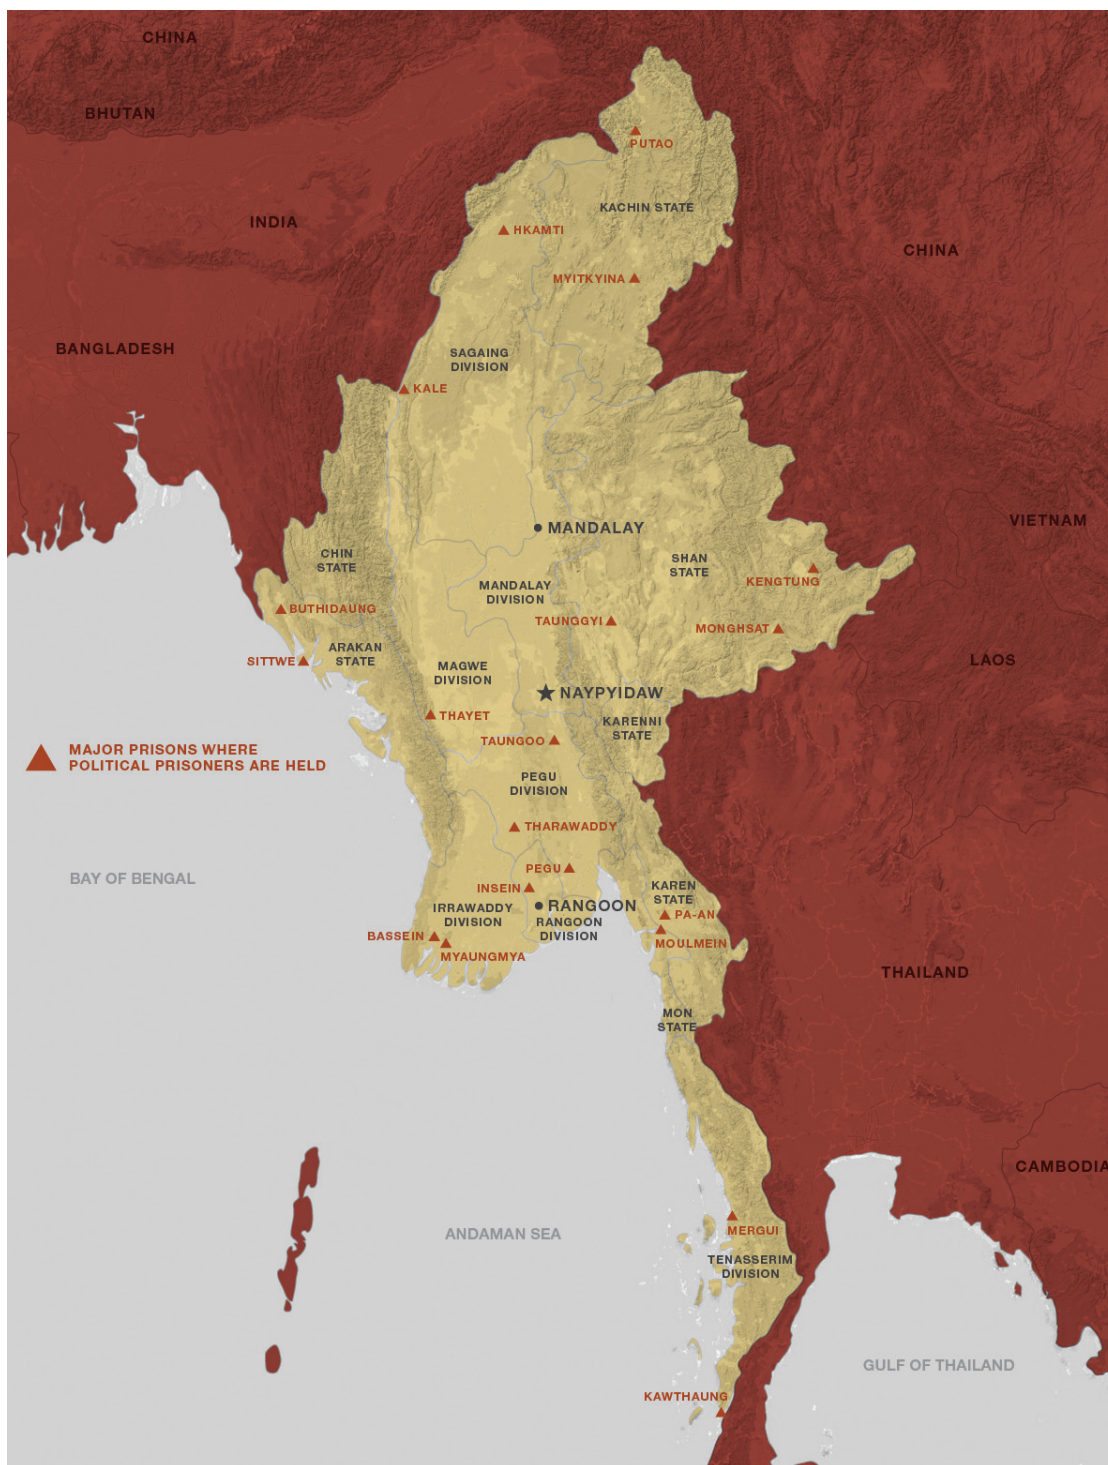 CHINA
BHUTAN
PUTAO
KACHIN STATE
INDIA
HKAMTI
CHINA
MYITKYINA
BANGLADESH
SAGAING
DIVISION
KALE
VIETNAM
MANDALAY
CHIN
STATE
SHAN
STATE
KENGTUNG
MANDALAY
DIVISION
BUTHIDAUNG
TAUNGGYI
MONGHSAT
ARAKAN
STATE
SITTWE
LAOS
MAGWE
DIVISION
NAYPYIDAW
THAYET
KARENNI
STATE
TAUNGOO
MAJOR PRISONS WHERE
POLITICAL PRISONERS ARE HELD
PEGU
DIVISION
THARAWADDY
PEGU
BAY OF BENGAL
INSEIN
KAREN
STATE
RANGOON
IRRAWADDY
DIVISION
PA-AN
RANGOON
DIVISION
BASSEIN
MOULMEIN
MYAUNGMYA
THAILAND
MON
STATE
CAMBODIA
MERGUI
ANDAMAN SEA
TENASSERIM
DIVISION
GULF OF THAILAND
KAWTHAUNG